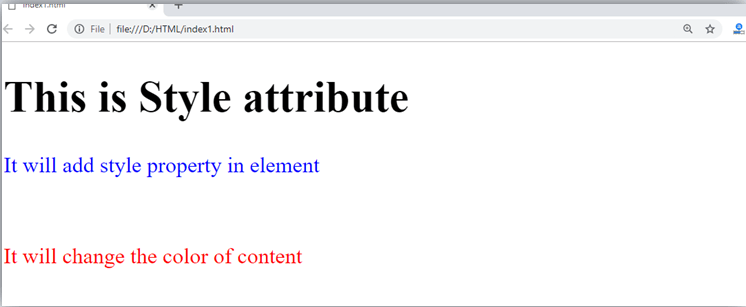 index1.html
File file:///D:/HTML/index1.html
This is Style attribute
It will add style property in element
It will change the color of content